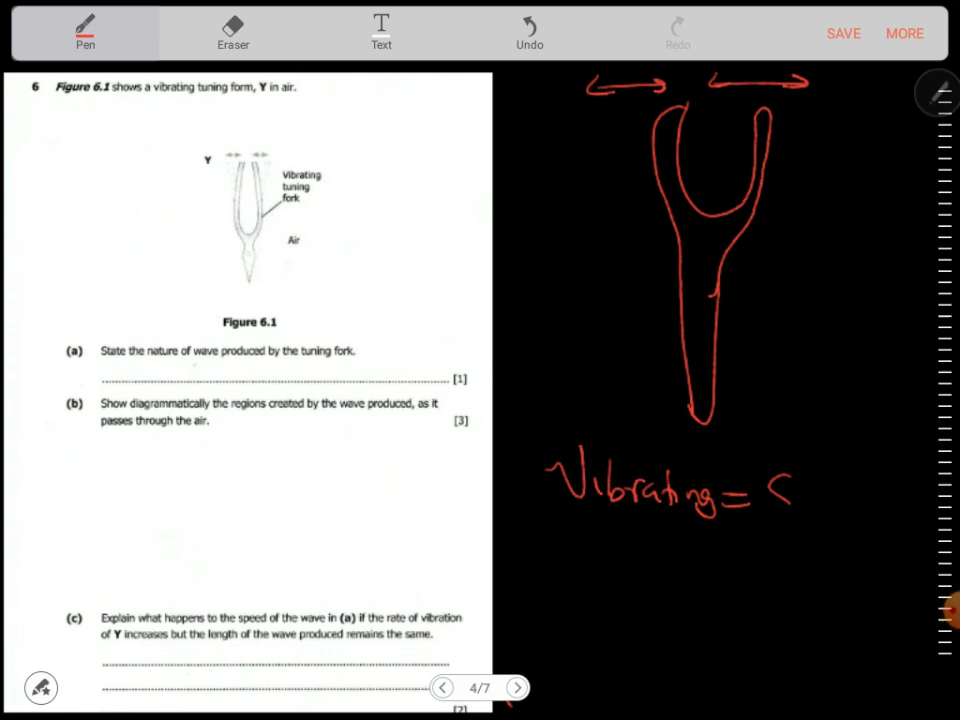 Pen
Eraser
T
Text
Undo
Redo
SAVE
MORE
6 Figure 6.1 shows a vibrating tuning form, Y in air.
Y
Vibrating
tuning
fork
Air
Figure 6.1
(a) State the nature of wave produced by the tuning fork.
[1]
(b) Show diagrammatically the regions created by the wave produced, as it
passes through the air. [3]
(c) Explain what happens to the speed of the wave in (a) if the rate of vibration
of Y increases but the length of the wave produced remains the same.
[2]
Vibrating = S
4/7